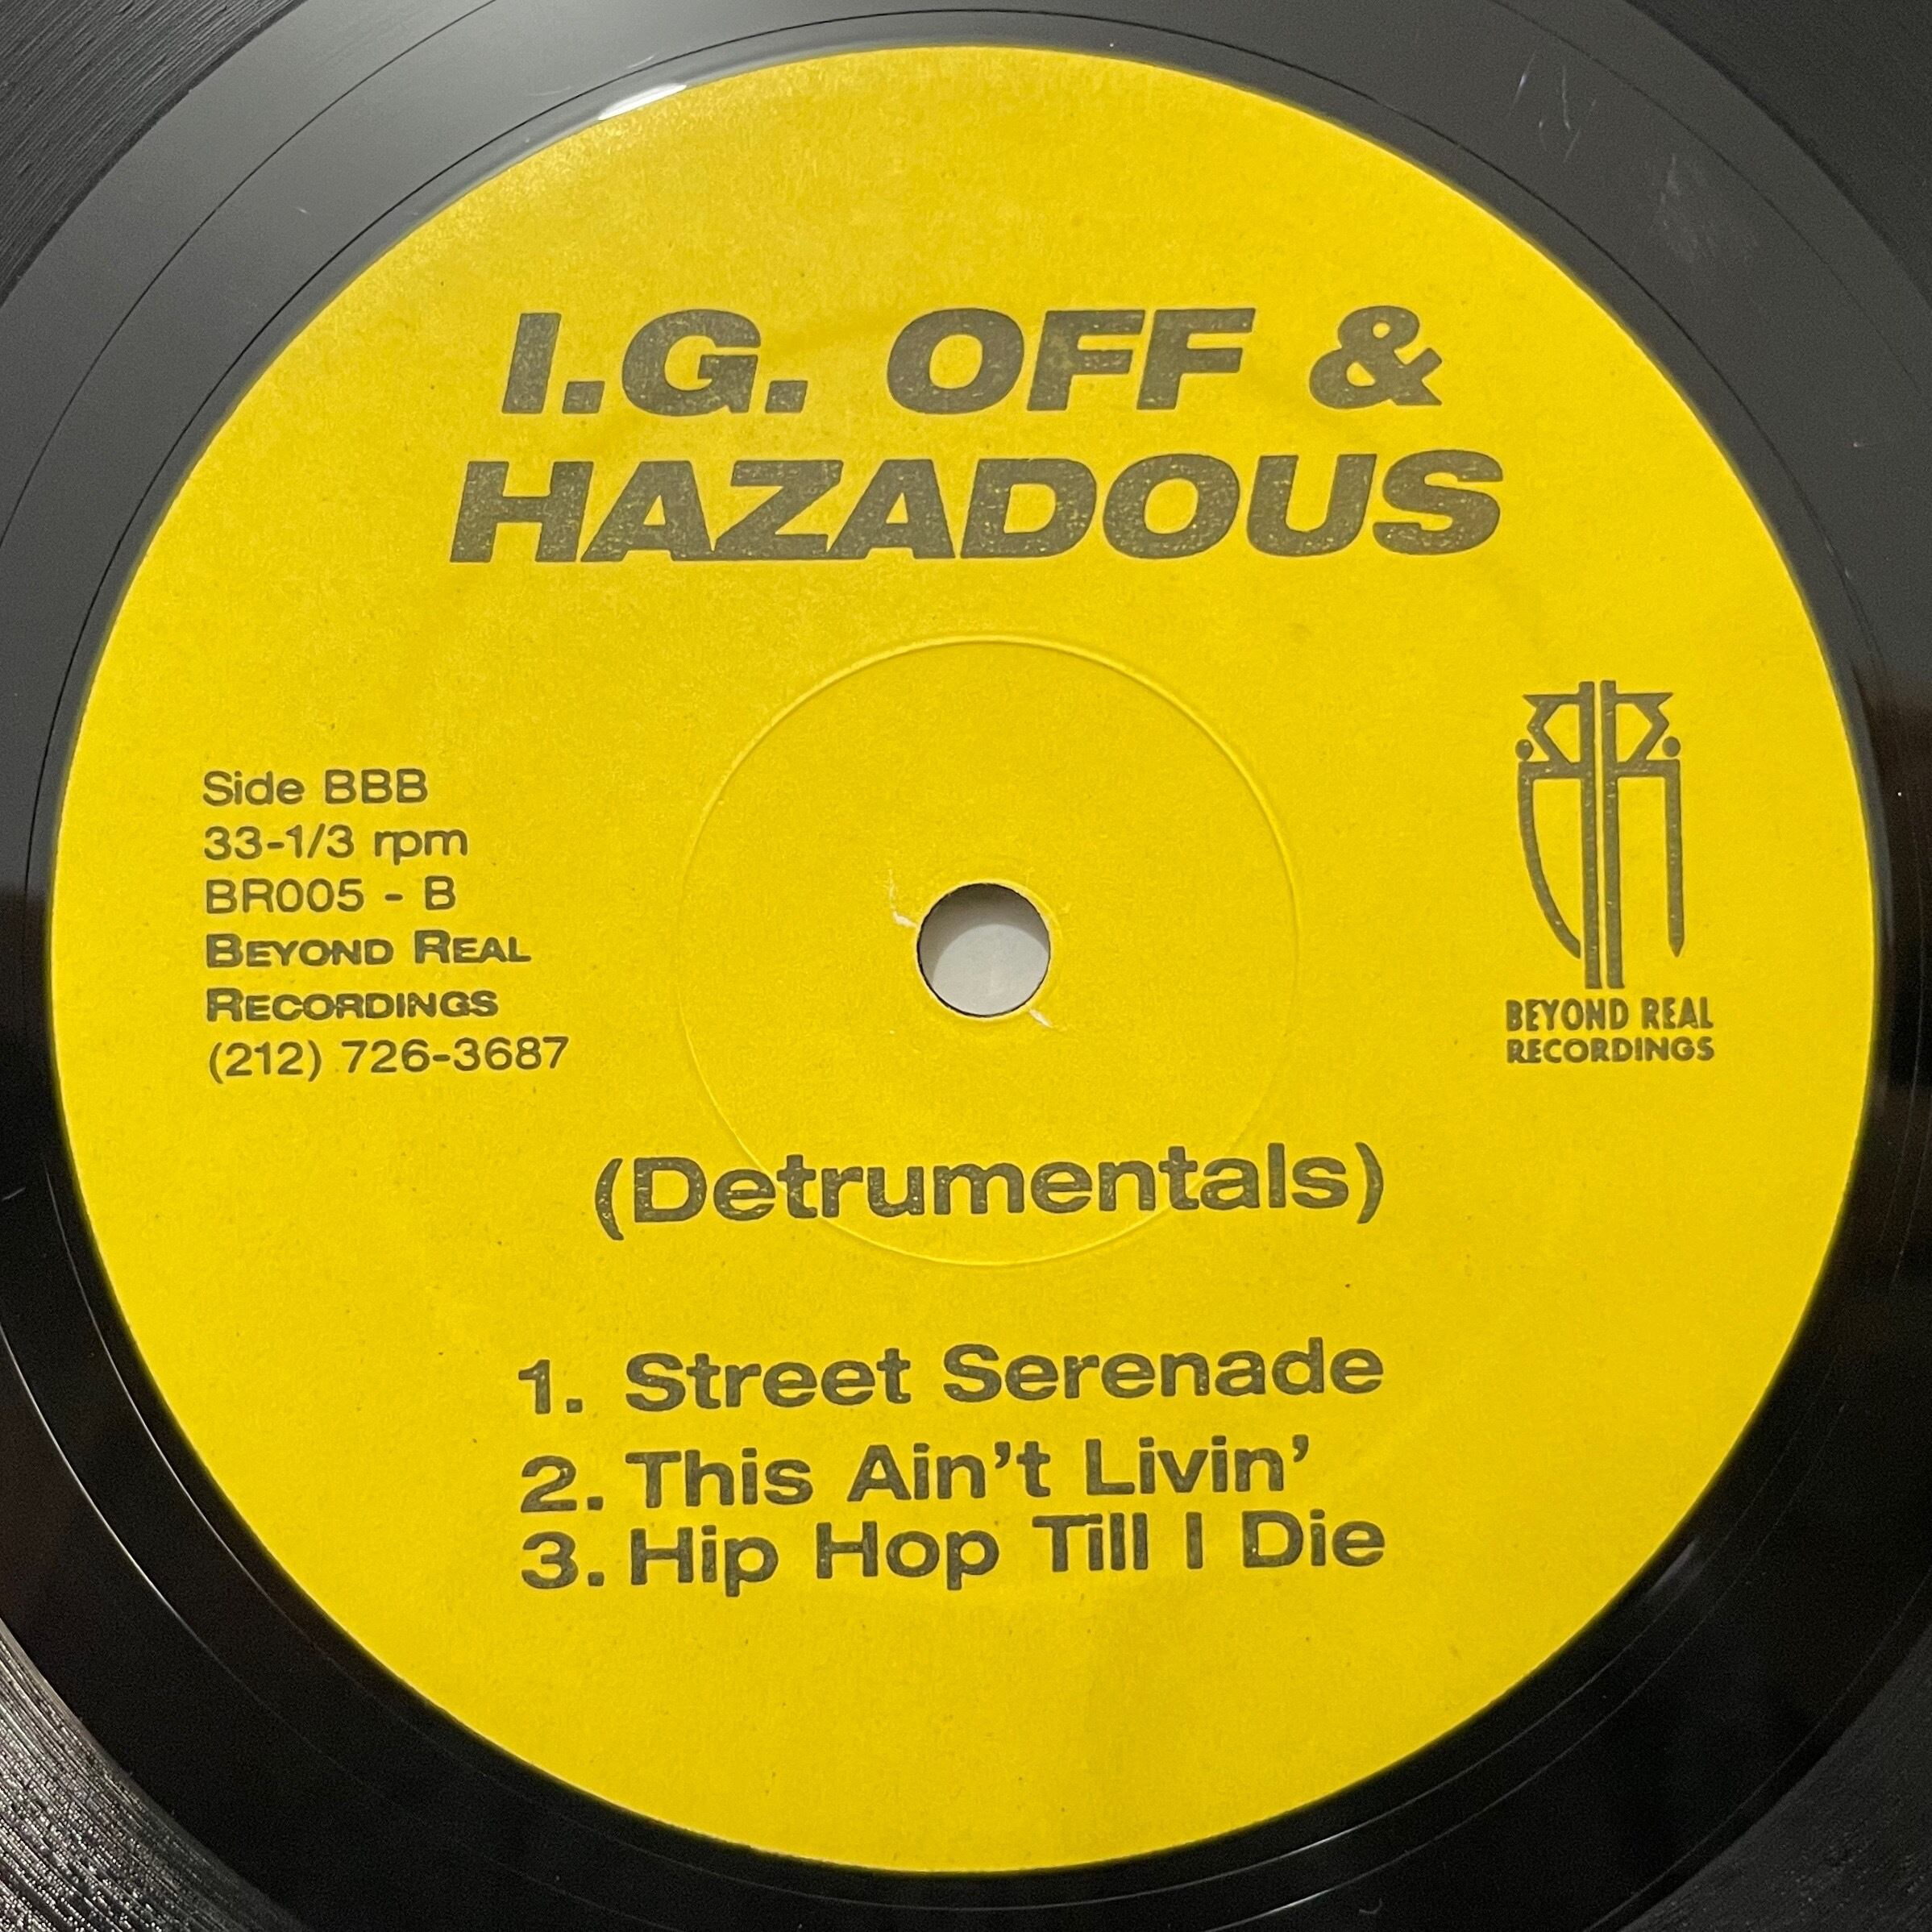 I.G. OFF &
HAZADOUS
Side BBB
33-1/3 rpm
BR005 - B
BEYOND REAL
RECORDINGS
(212) 726-3687
BEYOND REAL
RECORDINGS
(Detrumentals)
1. Street Serenade
2. This Ain't Livin'
3. Hip Hop Till I Die